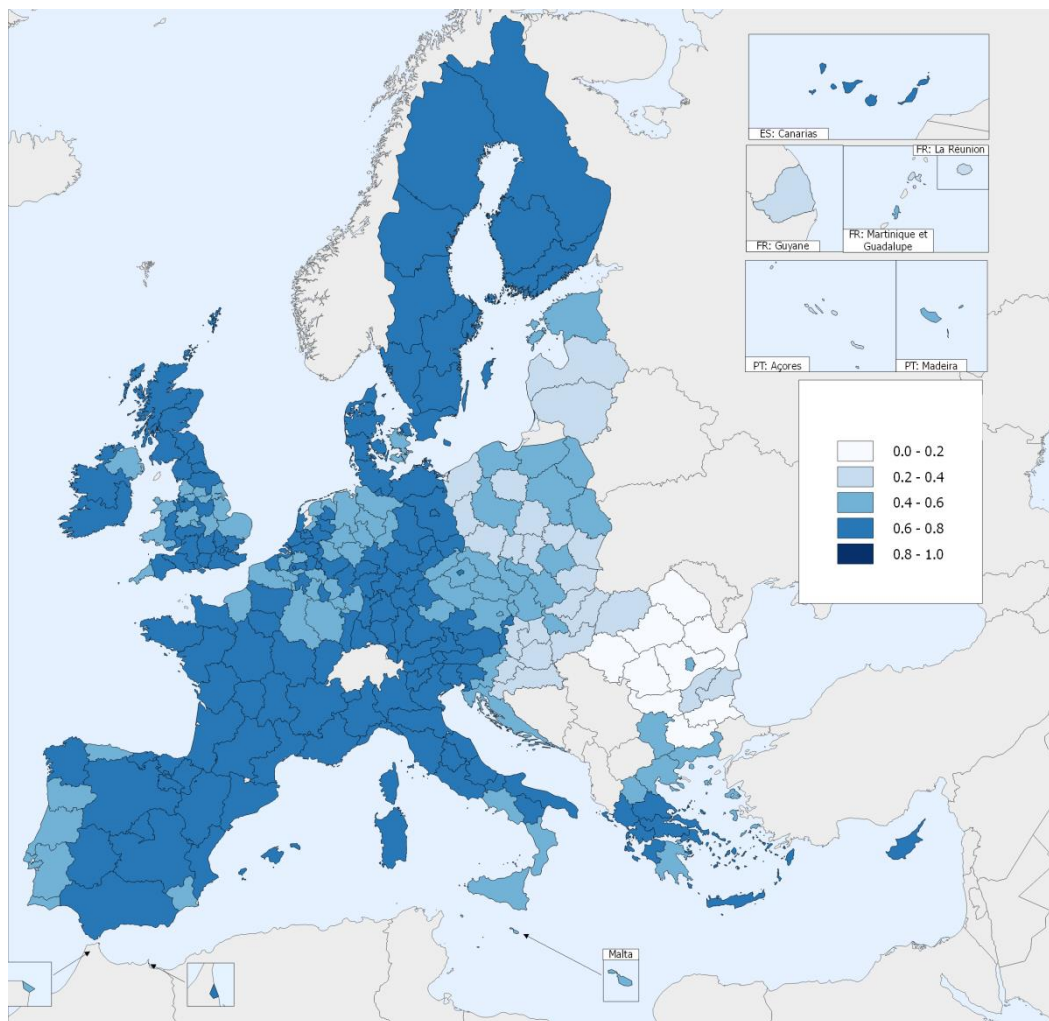 ES: Canarias
FR: La Réunion
FR: Guyane
FR: Martinique et
Guadalupe
PT: Açores
PT: Madeira
0.0 - 0.2
0.2 - 0.4
0.4 - 0.6
0.6 - 0.8
0.8 - 1.0
Malta